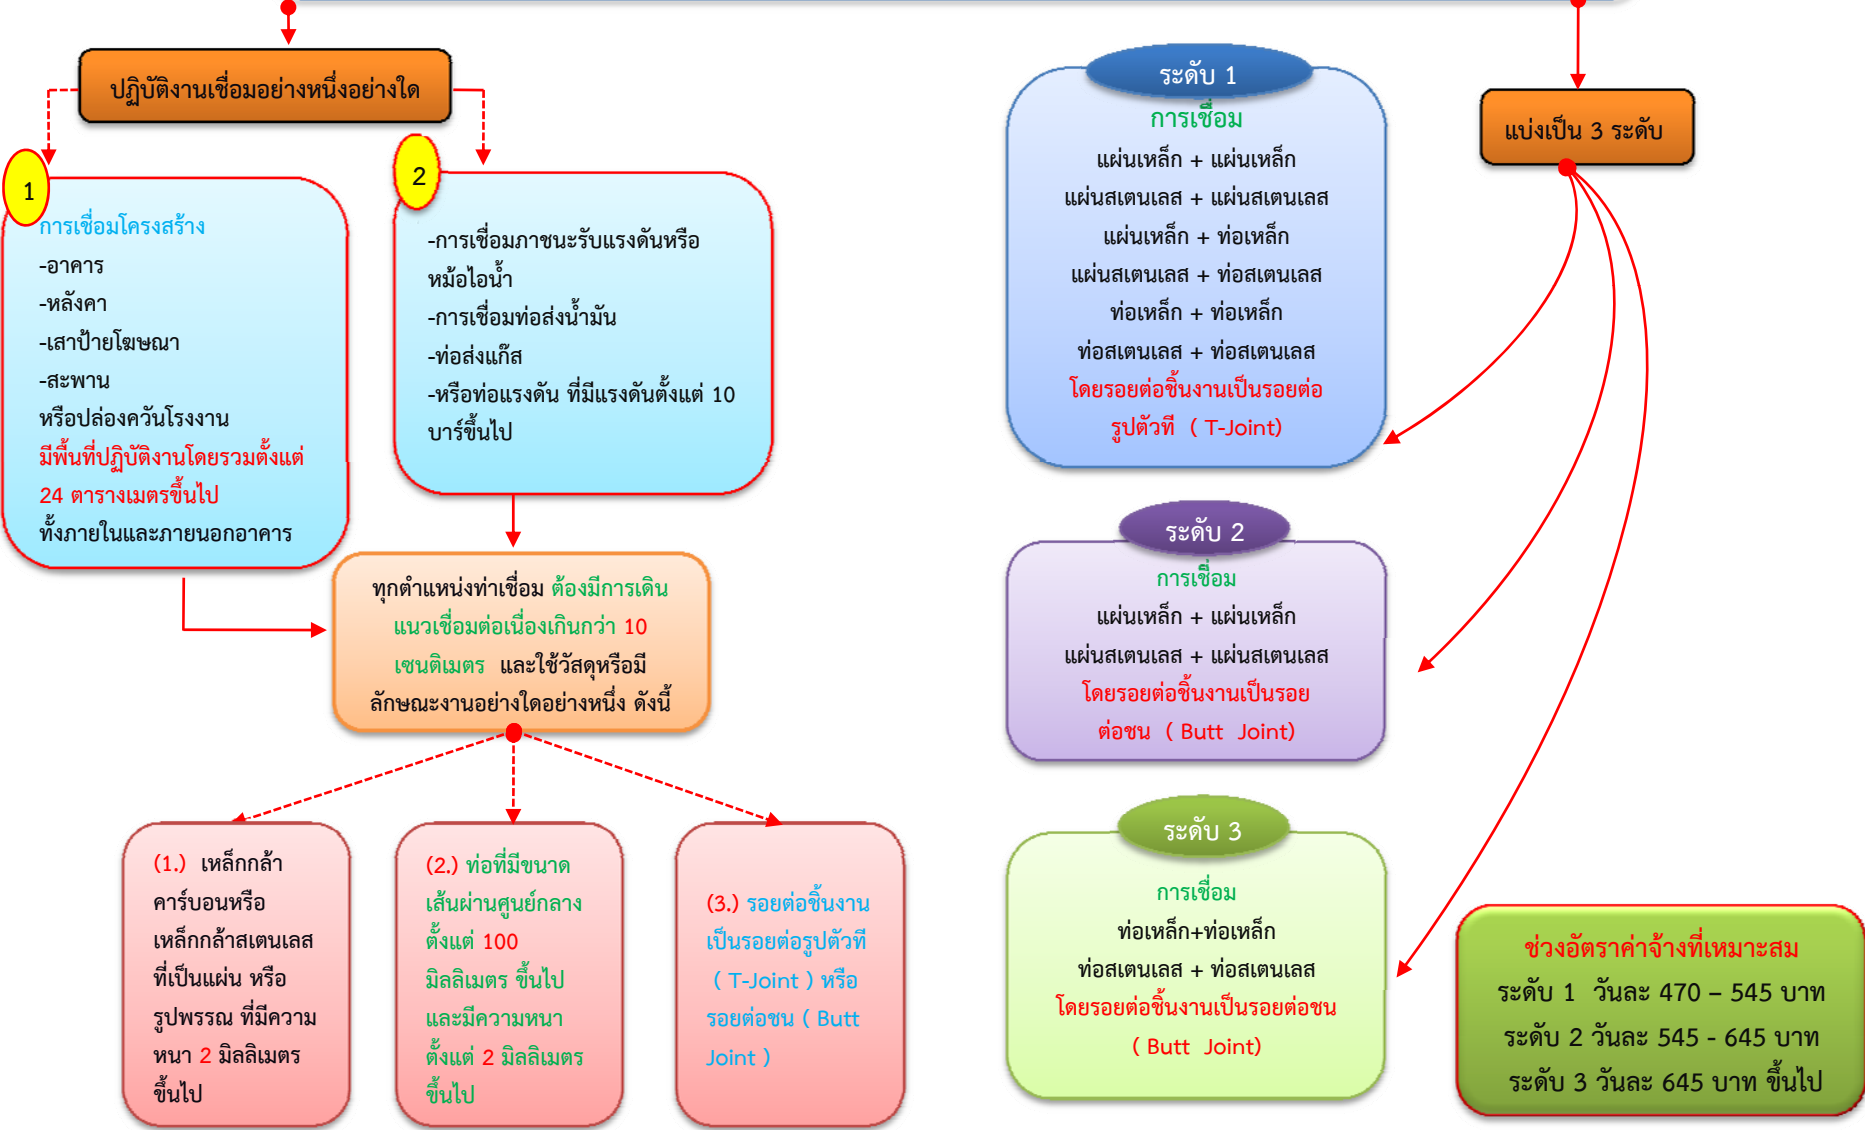 ปฏิบัติงานเชื่อมอย่างหนึ่งอย่างใด
1
การเชื่อมโครงสร้าง
-อาคาร
-หลังคา
-เสาป้ายโฆษณา
-สะพาน
หรือปล่องควันโรงงาน
มีพื้นที่ปฏิบัติงานโดยรวมตั้งแต่
24 ตารางเมตรขึ้นไป
ทั้งภายในและภายนอกอาคาร
2
-การเชื่อมภาชนะรับแรงดันหรือ
หม้อไอน้ำ
-การเชื่อมท่อส่งน้ำมัน
-ท่อส่งแก๊ส
-หรือท่อแรงดัน ที่มีแรงดันตั้งแต่ 10
บาร์ขึ้นไป
ทุกตำแหน่งท่าเชื่อม ต้องมีการเดิน
แนวเชื่อมต่อเนื่องเกินกว่า 10
เซนติเมตร และใช้วัสดุหรือมี
ลักษณะงานอย่างใดอย่างหนึ่ง ดังนี้
(1.) เหล็กกล้า
คาร์บอนหรือ
เหล็กกล้าสเตนเลส
ที่เป็นแผ่น หรือ
รูปพรรณ ที่มีความ
หนา 2 มิลลิเมตร
ขึ้นไป
(2.) ท่อที่มีขนาด
เส้นผ่านศูนย์กลาง
ตั้งแต่ 100
มิลลิเมตร ขึ้นไป
และมีความหนา
ตั้งแต่ 2 มิลลิเมตร
ขึ้นไป
(3.) รอยต่อชิ้นงาน
เป็นรอยต่อรูปตัวที
( T-Joint ) หรือ
รอยต่อชน ( Butt
Joint )
ระดับ 1
การเชื่อม
แผ่นเหล็ก + แผ่นเหล็ก
แผ่นสเตนเลส + แผ่นสเตนเลส
แผ่นเหล็ก + ท่อเหล็ก
แผ่นสเตนเลส + ท่อสเตนเลส
ท่อเหล็ก + ท่อเหล็ก
ท่อสเตนเลส + ท่อสเตนเลส
โดยรอยต่อชิ้นงานเป็นรอยต่อ
รูปตัวที ( T-Joint)
ระดับ 2
การเชื่อม
แผ่นเหล็ก + แผ่นเหล็ก
แผ่นสเตนเลส + แผ่นสเตนเลส
โดยรอยต่อชิ้นงานเป็นรอย
ต่อชน ( Butt Joint)
ระดับ 3
การเชื่อม
ท่อเหล็ก+ท่อเหล็ก
ท่อสเตนเลส + ท่อสเตนเลส
โดยรอยต่อชิ้นงานเป็นรอยต่อชน
( Butt Joint)
แบ่งเป็น 3 ระดับ
ช่วงอัตราค่าจ้างที่เหมาะสม
ระดับ 1 วันละ 470 – 545 บาท
ระดับ 2 วันละ 545 - 645 บาท
ระดับ 3 วันละ 645 บาท ขึ้นไป